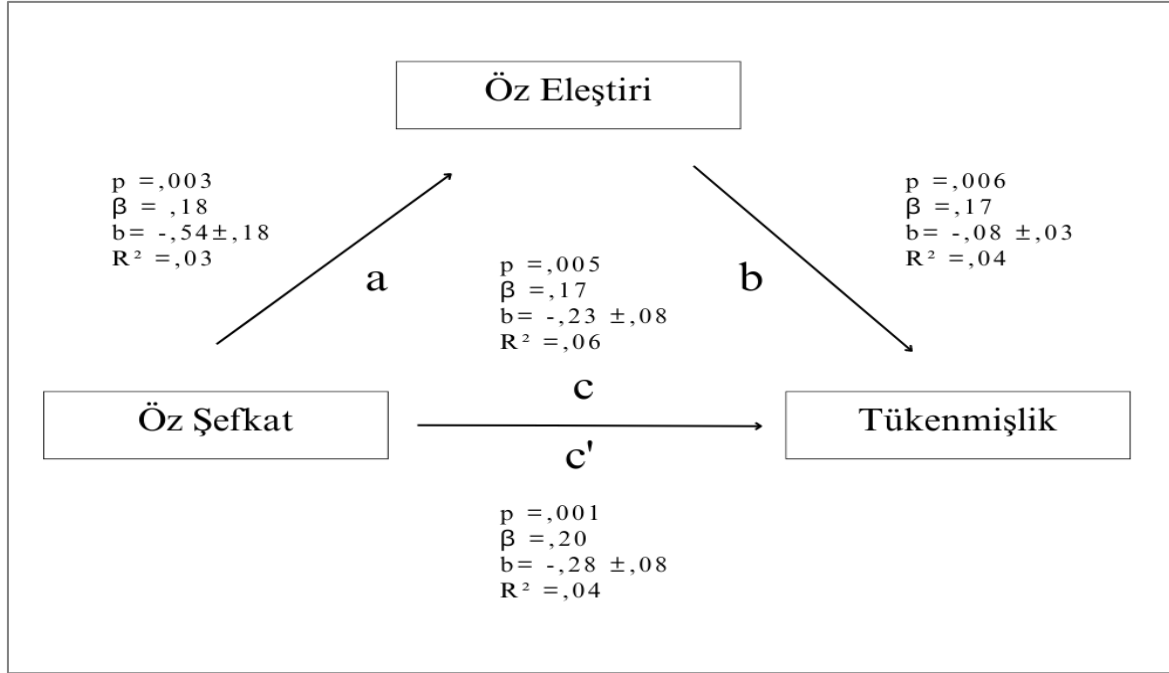 Öz Eleştiri
p =,003
β = ,18
b= -,54±,18
R² =,03
a
p =,005
β =,17
b= -,23 ±,08
R² =,06
c
b
p =,006
β =,17
b= -,08 ±,03
R² =,04
Öz Şefkat
Tükenmişlik
c'
p =,001
β =,20
b= -,28 ±,08
R² =,04